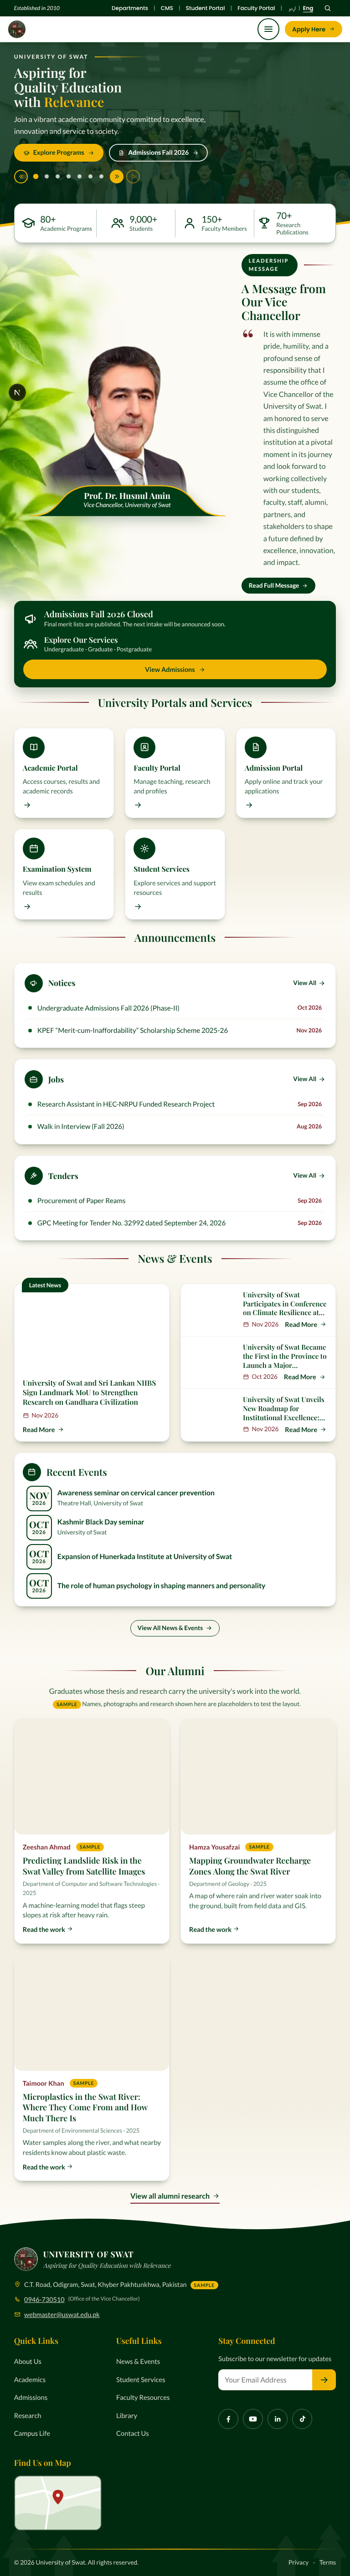 Established in 2010
Departments | CMS | Student Portal | Faculty Portal | اردو | Eng
Apply Here
UNIVERSITY OF SWAT
Aspiring for
Quality Education
with Relevance
Join a vibrant academic community committed to excellence,
innovation and service to society.
Explore Programs
Admissions Fall 2026
80+
Academic Programs
9,000+
Students
150+
Faculty Members
70+
Research
Publications
LEADERSHIP
MESSAGE
A Message from
Our Vice
Chancellor
It is with immense
pride, humility, and a
profound sense of
responsibility that I
assume the office of
Vice Chancellor of the
University of Swat. I
am honored to serve
this distinguished
institution at a pivotal
moment in its journey
and look forward to
working collectively
with our students,
faculty, staff, alumni,
partners, and
stakeholders to shape
a future defined by
excellence, innovation,
and impact.
Read Full Message
N
Prof. Dr. Husnul Amin
Vice Chancellor, University of Swat
Admissions Fall 2026 Closed
Final merit lists are published. The next intake will be announced soon.
Explore Our Services
Undergraduate · Graduate · Postgraduate
View Admissions
University Portals and Services
Academic Portal
Access courses, results and
academic records
Faculty Portal
Manage teaching, research
and profiles
Admission Portal
Apply online and track your
applications
Examination System
View exam schedules and
results
Student Services
Explore services and support
resources
Announcements
Notices
View All
Undergraduate Admissions Fall 2026 (Phase-II)
Oct 2026
KPEF “Merit-cum-Inaffordability” Scholarship Scheme 2025-26
Nov 2026
Jobs
View All
Research Assistant in HEC-NRPU Funded Research Project
Sep 2026
Walk in Interview (Fall 2026)
Aug 2026
Tenders
View All
Procurement of Paper Reams
Sep 2026
GPC Meeting for Tender No. 32992 dated September 24, 2026
Sep 2026
News & Events
Latest News
University of Swat and Sri Lankan NIHBS
Sign Landmark MoU to Strengthen
Research on Gandhara Civilization
Nov 2026
Read More
University of Swat
Participates in Conference
on Climate Resilience at...
Nov 2026 Read More
University of Swat Became
the First in the Province to
Launch a Major...
Oct 2026 Read More
University of Swat Unveils
New Roadmap for
Institutional Excellence:...
Nov 2026 Read More
Recent Events
NOV
2026
Awareness seminar on cervical cancer prevention
Theatre Hall, University of Swat
OCT
2026
Kashmir Black Day seminar
University of Swat
OCT
2026
Expansion of Hunerkada Institute at University of Swat
OCT
2026
The role of human psychology in shaping manners and personality
View All News & Events
Our Alumni
Graduates whose thesis and research carry the university's work into the world.
SAMPLE Names, photographs and research shown here are placeholders to test the layout.
Zeeshan Ahmad SAMPLE
Predicting Landslide Risk in the
Swat Valley from Satellite Images
Department of Computer and Software Technologies ·
2025
A machine-learning model that flags steep
slopes at risk after heavy rain.
Read the work
Hamza Yousafzai SAMPLE
Mapping Groundwater Recharge
Zones Along the Swat River
Department of Geology · 2025
A map of where rain and river water soak into
the ground, built from field data and GIS.
Read the work
Taimoor Khan SAMPLE
Microplastics in the Swat River:
Where They Come From and How
Much There Is
Department of Environmental Sciences · 2025
Water samples along the river, and what nearby
residents know about plastic waste.
Read the work
View all alumni research
UNIVERSITY OF SWAT
Aspiring for Quality Education with Relevance
C.T. Road, Odigram, Swat, Khyber Pakhtunkhwa, Pakistan SAMPLE
0946-730510 (Office of the Vice Chancellor)
webmaster@uswat.edu.pk
Quick Links
About Us
Academics
Admissions
Research
Campus Life
Useful Links
News & Events
Student Services
Faculty Resources
Library
Contact Us
Stay Connected
Subscribe to our newsletter for updates
Your Email Address
Find Us on Map
© 2026 University of Swat. All rights reserved.
Privacy · Terms